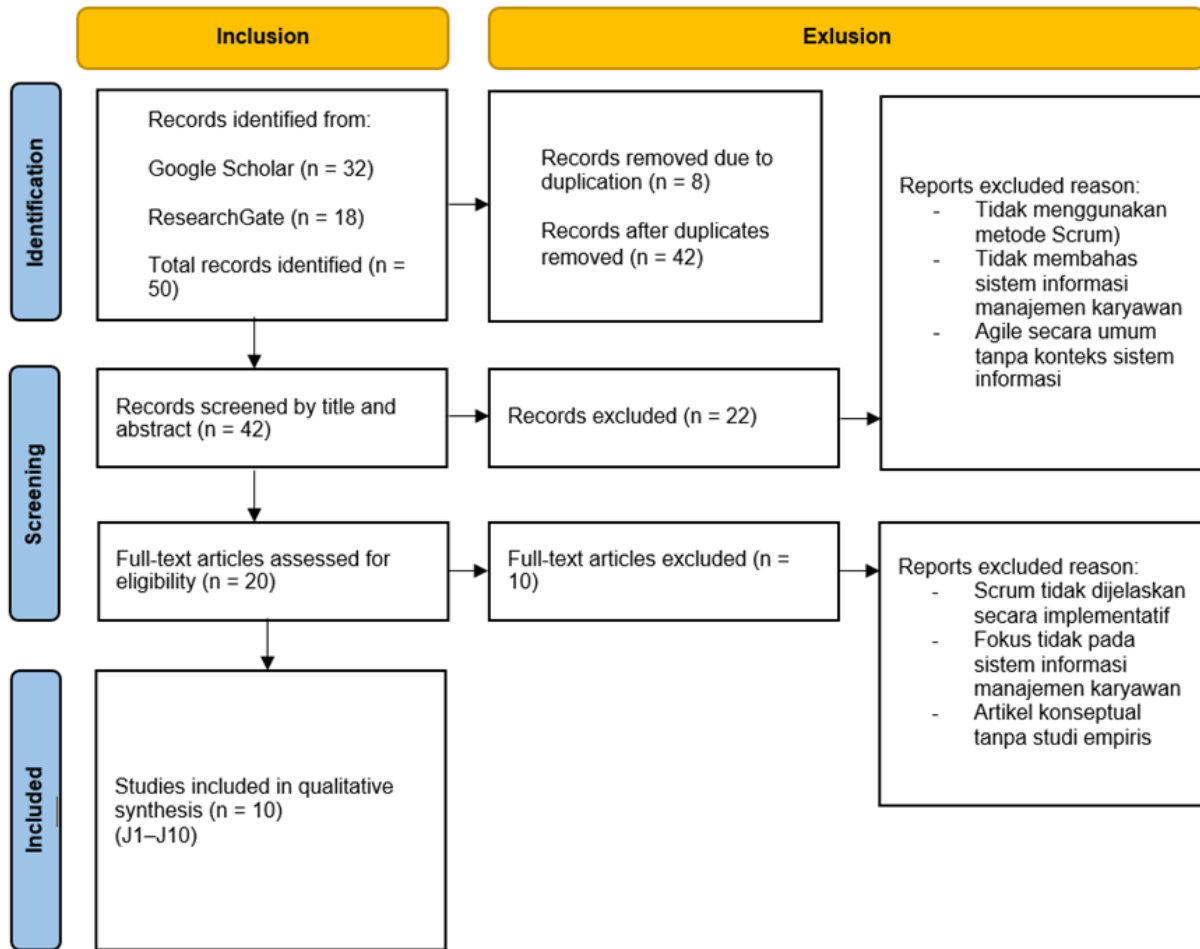 Inclusion
Exlusion
Identification
Records identified from:
Google Scholar (n = 32)
ResearchGate (n = 18)
Total records identified (n =
50)
Records removed due to
duplication (n = 8)
Records after duplicates
removed (n = 42)
Reports excluded reason:
- Tidak menggunakan
metode Scrum)
- Tidak membahas
sistem informasi
manajemen karyawan
- Agile secara umum
tanpa konteks sistem
informasi
Screening
Records screened by title and
abstract (n = 42)
Records excluded (n = 22)
Full-text articles assessed for
eligibility (n = 20)
Full-text articles excluded (n =
10)
Reports excluded reason:
- Scrum tidak dijelaskan
secara implementatif
- Fokus tidak pada
sistem informasi
manajemen karyawan
- Artikel konseptual
tanpa studi empiris
Included
Studies included in qualitative
synthesis (n = 10)
(J1–J10)